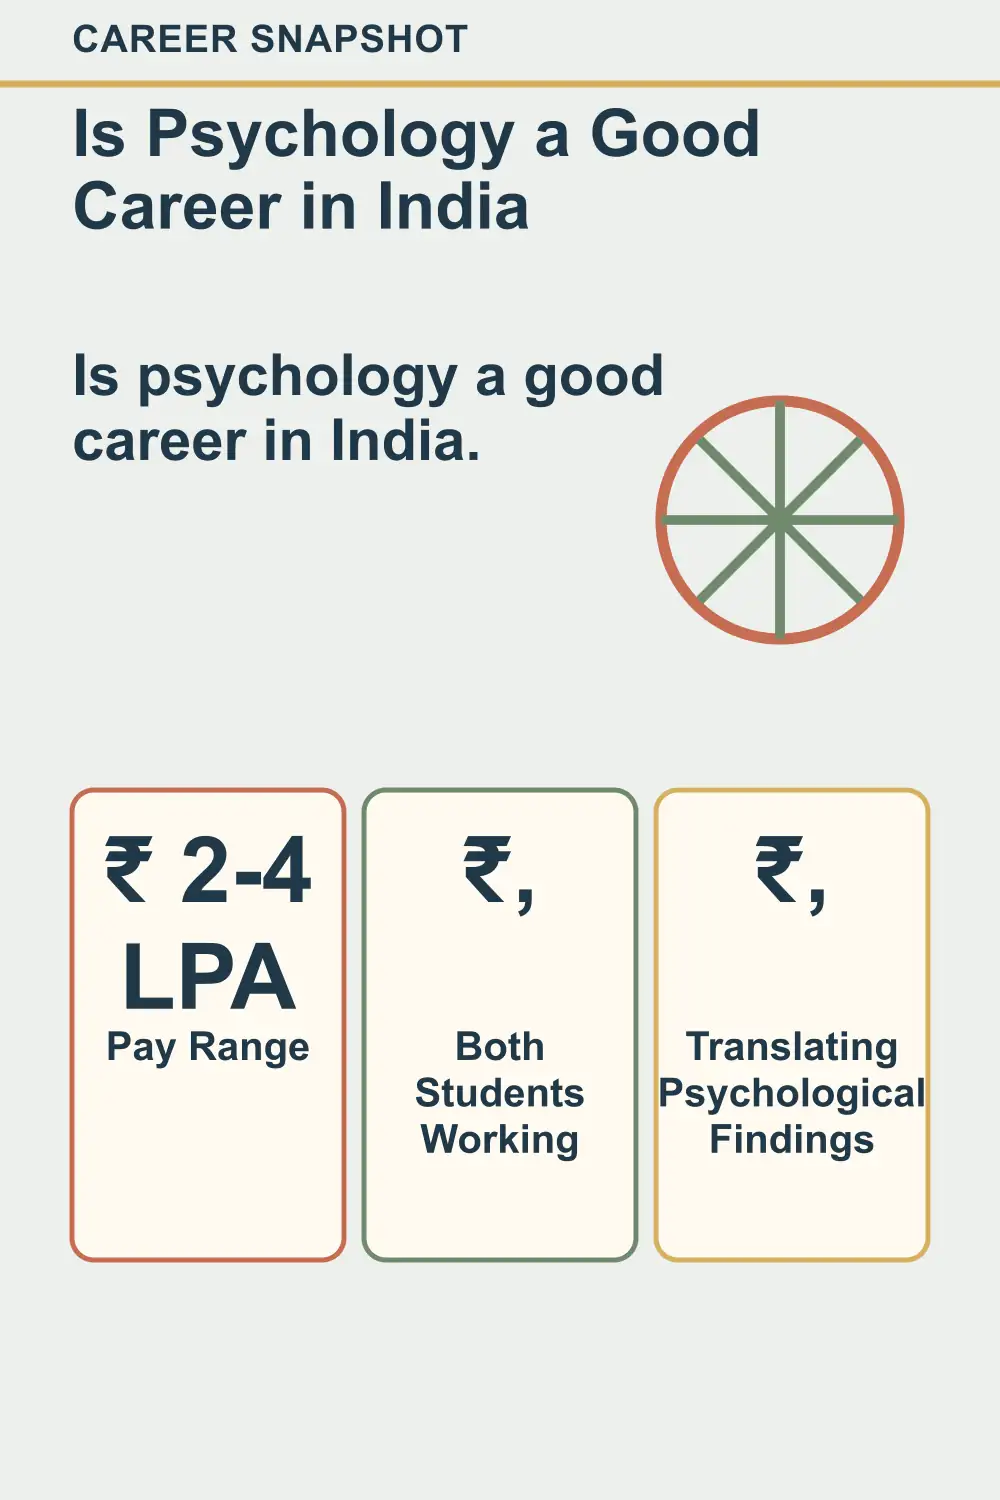 CAREER SNAPSHOT
Is Psychology a Good
Career in India
Is psychology a good
career in India.
₹ 2-4
LPA
Pay Range
₹,
Both
Students
Working
₹,
Translating
Psychological
Findings